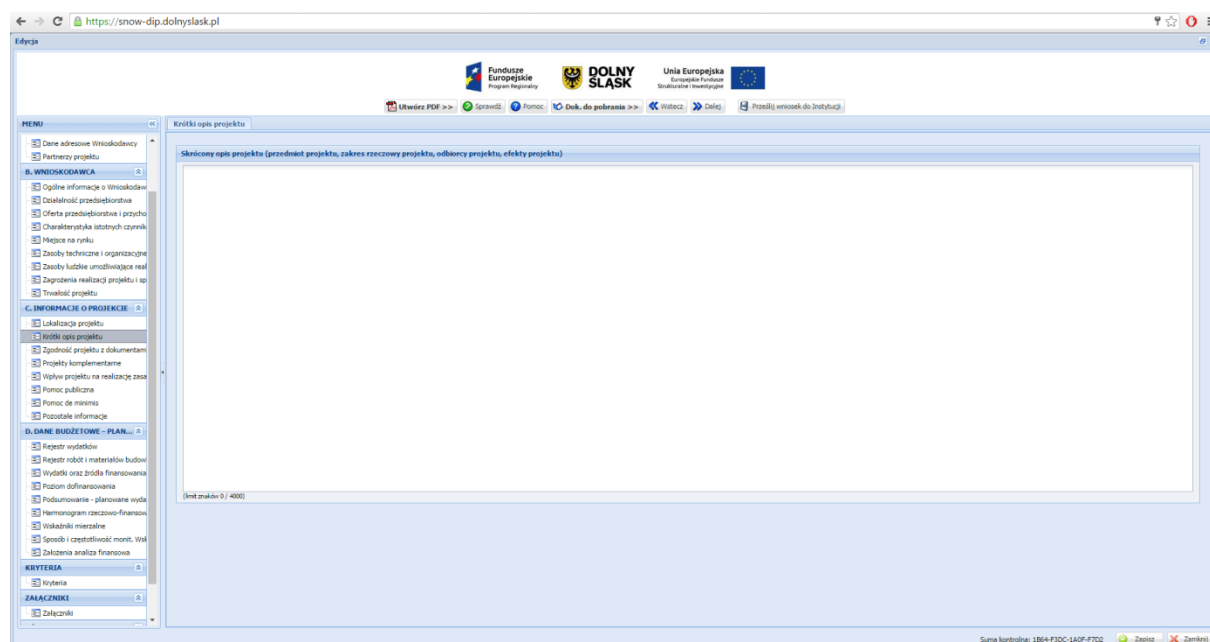 https://snow-dip.dolnyslask.pl
Edycja
Fundusze
Europejskie
Program Regionalny
DOLNY
ŚLĄSK
Unia Europejska
Europejskie Fundusze
Strukturalne i Inwestycyjne
Utwórz PDF >> Sprawdź Pomoc Dok. do pobrania >> Wstecz Dalej Prześlij wniosek do Instytucji
MENU
Krótki opis projektu
Dane adresowe Wnioskodawcy
Partnerzy projektu
Skrócony opis projektu (przedmiot projektu, zakres rzeczowy projektu, odbiorcy projektu, efekty projektu)
B. WNIOSKODAWCA
Ogólne informacje o Wnioskodaw
Działalność przedsiębiorstwa
Oferta przedsiębiorstwa i przycho
Charakterystyka istotnych czynnik
Miejsce na rynku
Zasoby techniczne i organizacyjne
Zasoby ludzkie umożliwiające real
Zagrożenia realizacji projektu i sp
Trwałość projektu
C. INFORMACJE O PROJEKCIE
Lokalizacja projektu
Krótki opis projektu
Zgodność projektu z dokumentam
Projekty komplementarne
Wpływ projektu na realizację zasa
Pomoc publiczna
Pomoc de minimis
Pozostałe informacje
D. DANE BUDŻETOWE – PLAN...
Rejestr wydatków
Rejestr robót i materiałów budow
Wydatki oraz źródła finansowania
Poziom dofinansowania
Podsumowanie - planowane wyda
(limit znaków 0 / 4000)
Harmonogram rzeczowo-finansow
Wskaźniki mierzalne
Sposób i częstotliwość monit. Wsk
Założenia analiza finansowa
KRYTERIA
Kryteria
ZAŁĄCZNIKI
Załączniki
Suma kontrolna: 1B64-F3DC-1A0F-F7D2 Zapisz Zamknij